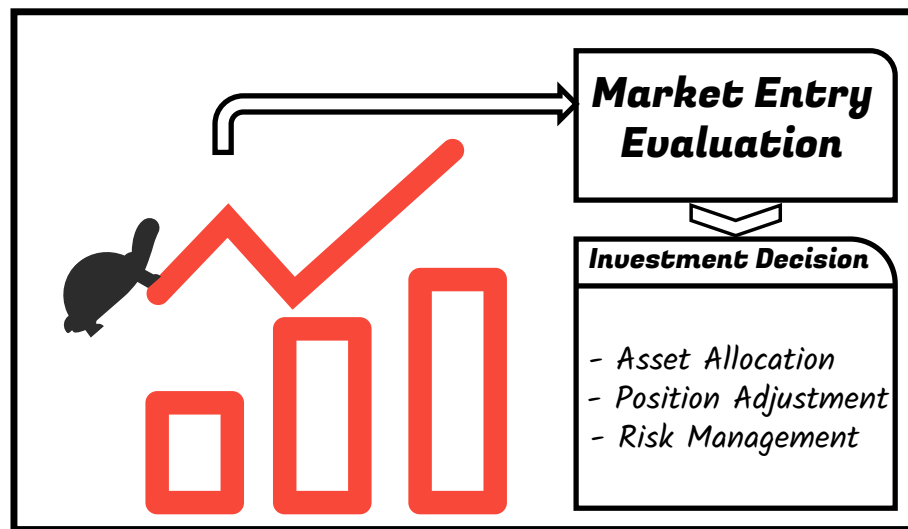 Market Entry
Evaluation
Investment Decision
- Asset Allocation
- Position Adjustment
- Risk Management